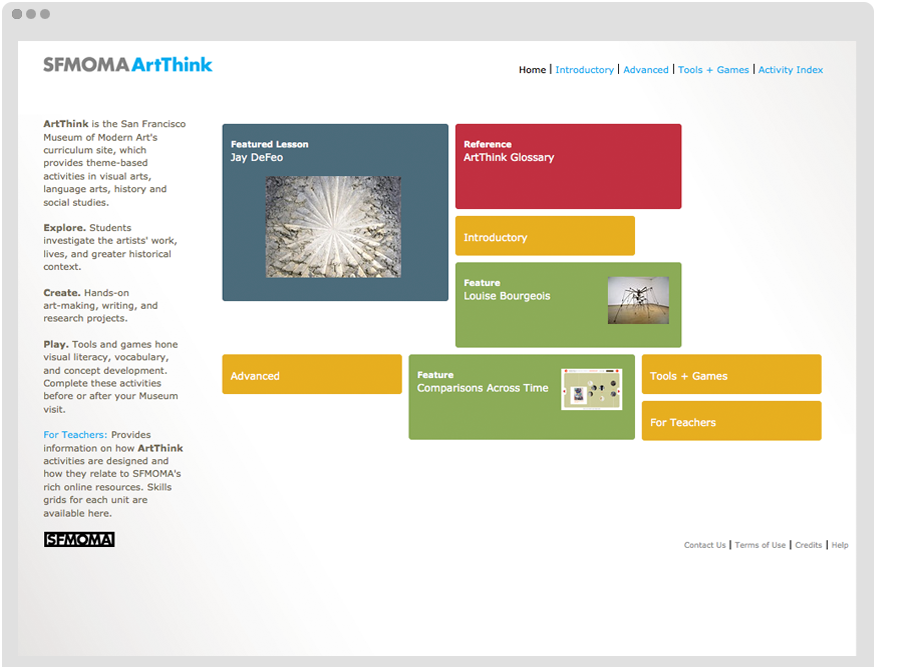 SFMOMA ArtThink
Home | Introductory | Advanced | Tools + Games | Activity Index
ArtThink is the San Francisco
Museum of Modern Art's
curriculum site, which
provides theme-based
activities in visual arts,
language arts, history and
social studies.
Explore. Students
investigate the artists' work,
lives, and greater historical
context.
Create. Hands-on
art-making, writing, and
research projects.
Play. Tools and games hone
visual literacy, vocabulary,
and concept development.
Complete these activities
before or after your Museum
visit.
For Teachers: Provides
information on how ArtThink
activities are designed and
how they relate to SFMOMA's
rich online resources. Skills
grids for each unit are
available here.
SFMOMA
Featured Lesson
Jay DeFeo
Reference
ArtThink Glossary
Introductory
Feature
Louise Bourgeois
Advanced
Feature
Comparisons Across Time
Tools + Games
For Teachers
Contact Us | Terms of Use | Credits | Help